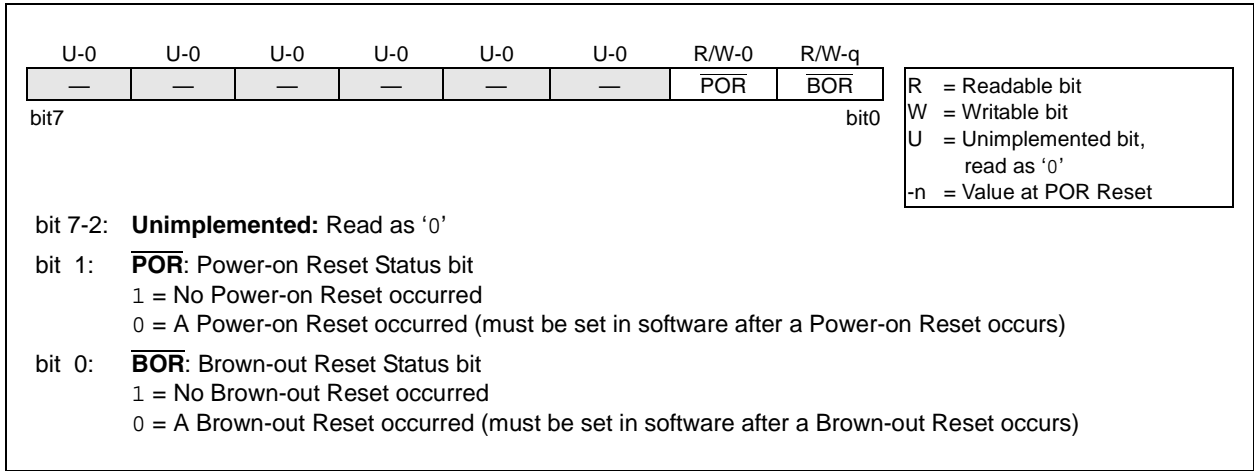 U-0 U-0 U-0 U-0 U-0 U-0 R/W-0 R/W-q
— — — — — — P̅O̅R̅ B̅O̅R̅
bit7 bit0
R = Readable bit
W = Writable bit
U = Unimplemented bit,
read as ‘0’
-n = Value at POR Reset
bit 7-2: Unimplemented: Read as ‘0’
bit 1: P̅O̅R̅: Power-on Reset Status bit
1 = No Power-on Reset occurred
0 = A Power-on Reset occurred (must be set in software after a Power-on Reset occurs)
bit 0: B̅O̅R̅: Brown-out Reset Status bit
1 = No Brown-out Reset occurred
0 = A Brown-out Reset occurred (must be set in software after a Brown-out Reset occurs)